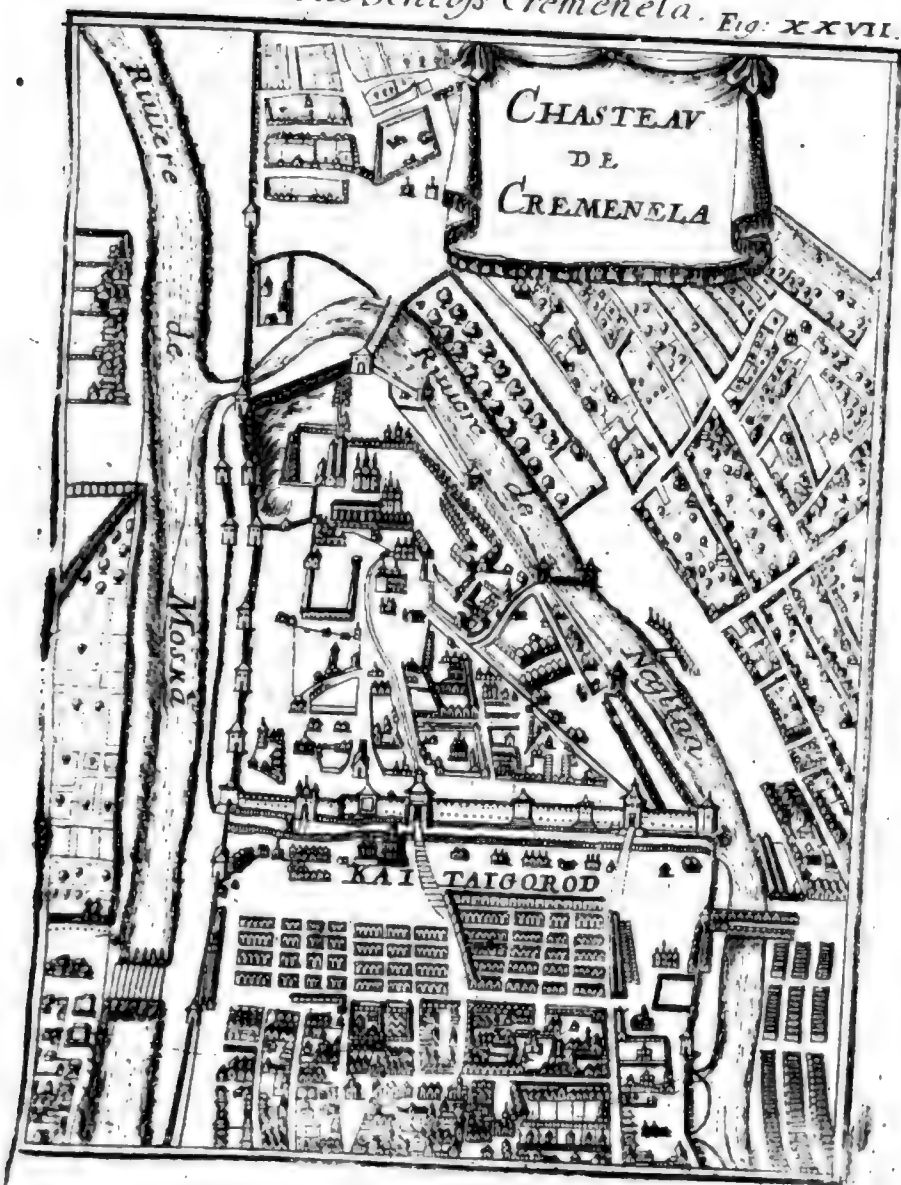 Cremenela. Fig: XXVII.
CHASTEAV
DE
CREMENELA
Riuiere de Moska
Riuiere de Neglina
KAI TAIGOROD